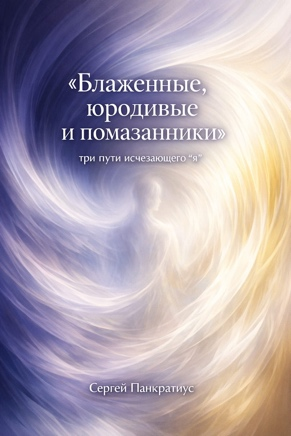 «Блаженные,
юродивые
и помазанники»
три пути исчезающего "я"
Сергей Панкратиус